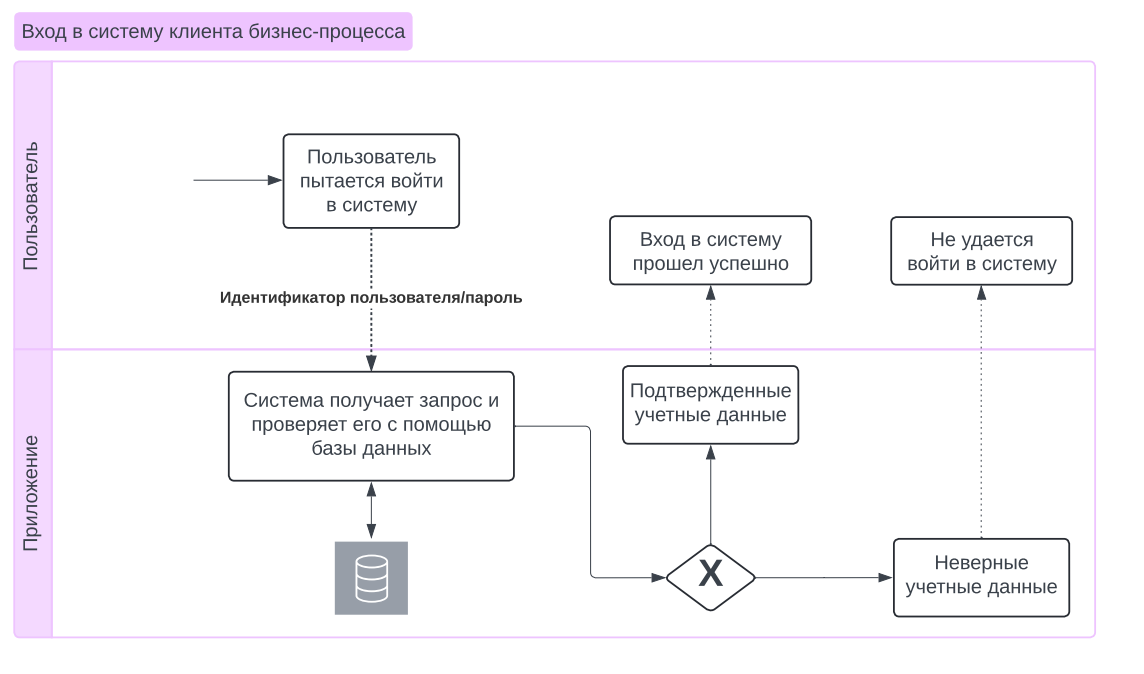 Вход в систему клиента бизнес-процесса
Пользователь
Пользователь
пытается войти
в систему
Идентификатор пользователя/пароль
Вход в систему
прошел успешно
Не удается
войти в систему
Приложение
Система получает запрос и
проверяет его с помощью
базы данных
Подтвержденные
учетные данные
X
Неверные
учетные данные